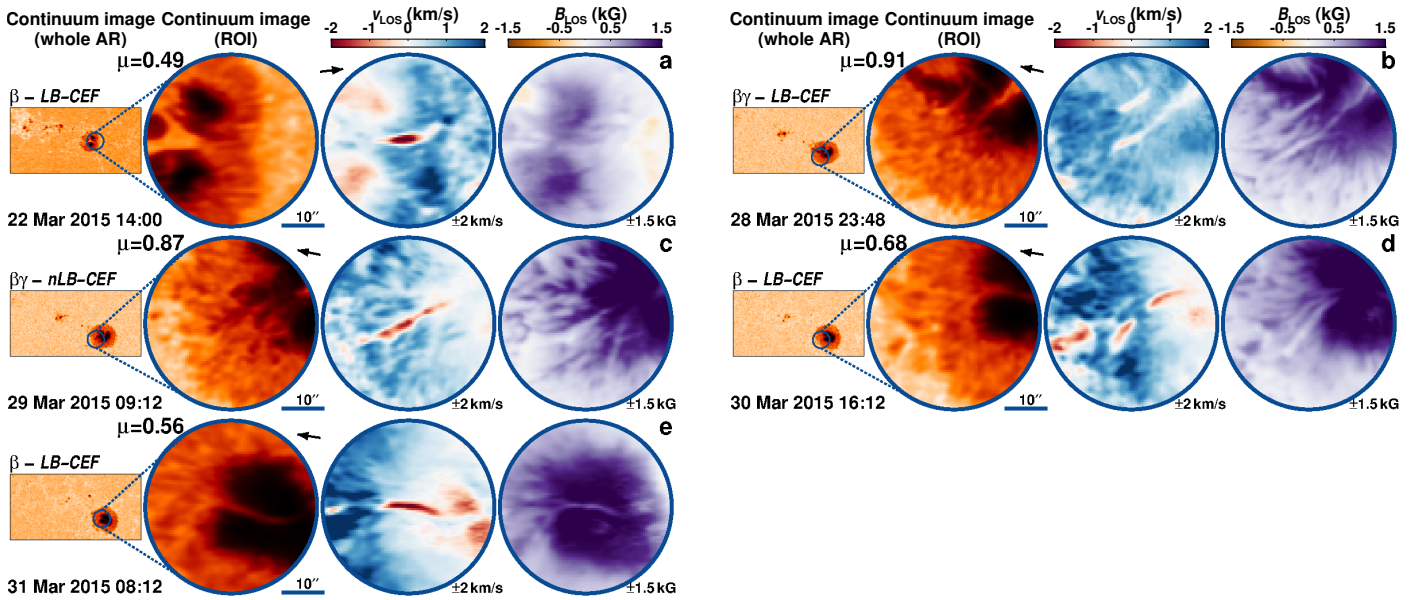 Continuum image (whole AR)
Continuum image (ROI)
v_LOS (km/s)
-2 -1 0 1 2
B_LOS (kG)
-1.5 -0.5 0.5 1.5
μ=0.49
a
β – LB–CEF
22 Mar 2015 14:00
10″
±2 km/s
±1.5 kG
μ=0.87
c
βγ – nLB–CEF
29 Mar 2015 09:12
10″
±2 km/s
±1.5 kG
μ=0.56
e
β – LB–CEF
31 Mar 2015 08:12
10″
±2 km/s
±1.5 kG
Continuum image (whole AR)
Continuum image (ROI)
v_LOS (km/s)
-2 -1 0 1 2
B_LOS (kG)
-1.5 -0.5 0.5 1.5
μ=0.91
b
βγ – LB–CEF
28 Mar 2015 23:48
10″
±2 km/s
±1.5 kG
μ=0.68
d
β – LB–CEF
30 Mar 2015 16:12
10″
±2 km/s
±1.5 kG